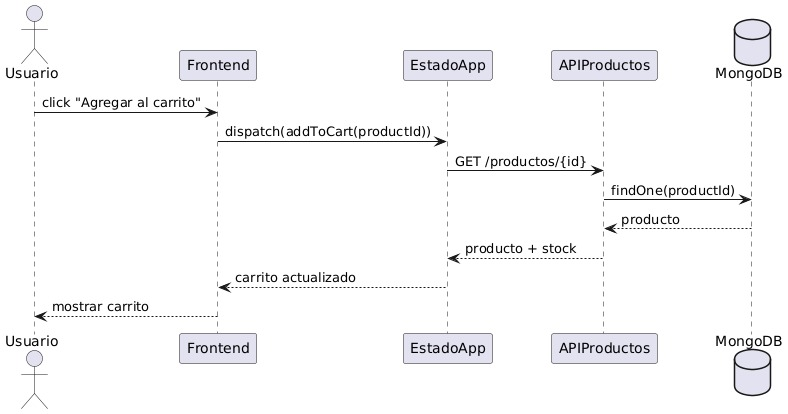 Usuario
Frontend
EstadoApp
APIProductos
MongoDB
click "Agregar al carrito"
dispatch(addToCart(productId))
GET /productos/{id}
findOne(productId)
producto
producto + stock
carrito actualizado
mostrar carrito
Usuario
Frontend
EstadoApp
APIProductos
MongoDB